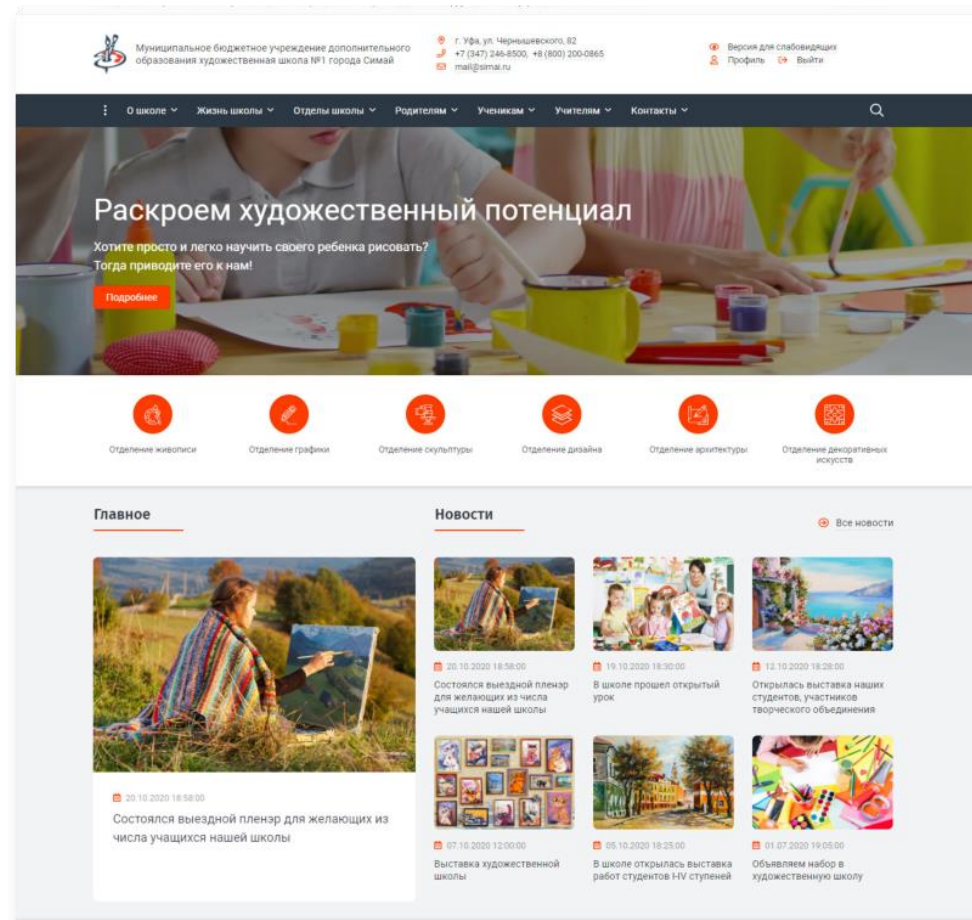 Муниципальное бюджетное учреждение дополнительного
образования художественная школа №1 города Симай
г. Уфа, ул. Чернышевского, 82
+7 (347) 246-8500, +8 (800) 200-0865
mail@simai.ru
Версия для слабовидящих
Профиль Выйти
О школе Жизнь школы Отделы школы Родителям Ученикам Учителям Контакты
Раскроем художественный потенциал
Хотите просто и легко научить своего ребенка рисовать?
Тогда приводите его к нам!
Подробнее
Отделение живописи
Отделение графики
Отделение скульптуры
Отделение дизайна
Отделение архитектуры
Отделение декоративных
искусств
Главное
20.10.2020 18:58:00
Состоялся выездной пленэр для желающих из
числа учащихся нашей школы
Новости
Все новости
20.10.2020 18:58:00
Состоялся выездной пленэр
для желающих из числа
учащихся нашей школы
19.10.2020 18:30:00
В школе прошел открытый
урок
12.10.2020 18:28:00
Открылась выставка наших
студентов, участников
творческого объединения
07.10.2020 12:00:00
Выставка художественной
школы
05.10.2020 18:25:00
В школе открылась выставка
работ студентов I-IV ступеней
01.07.2020 19:05:00
Объявляем набор в
художественную школу